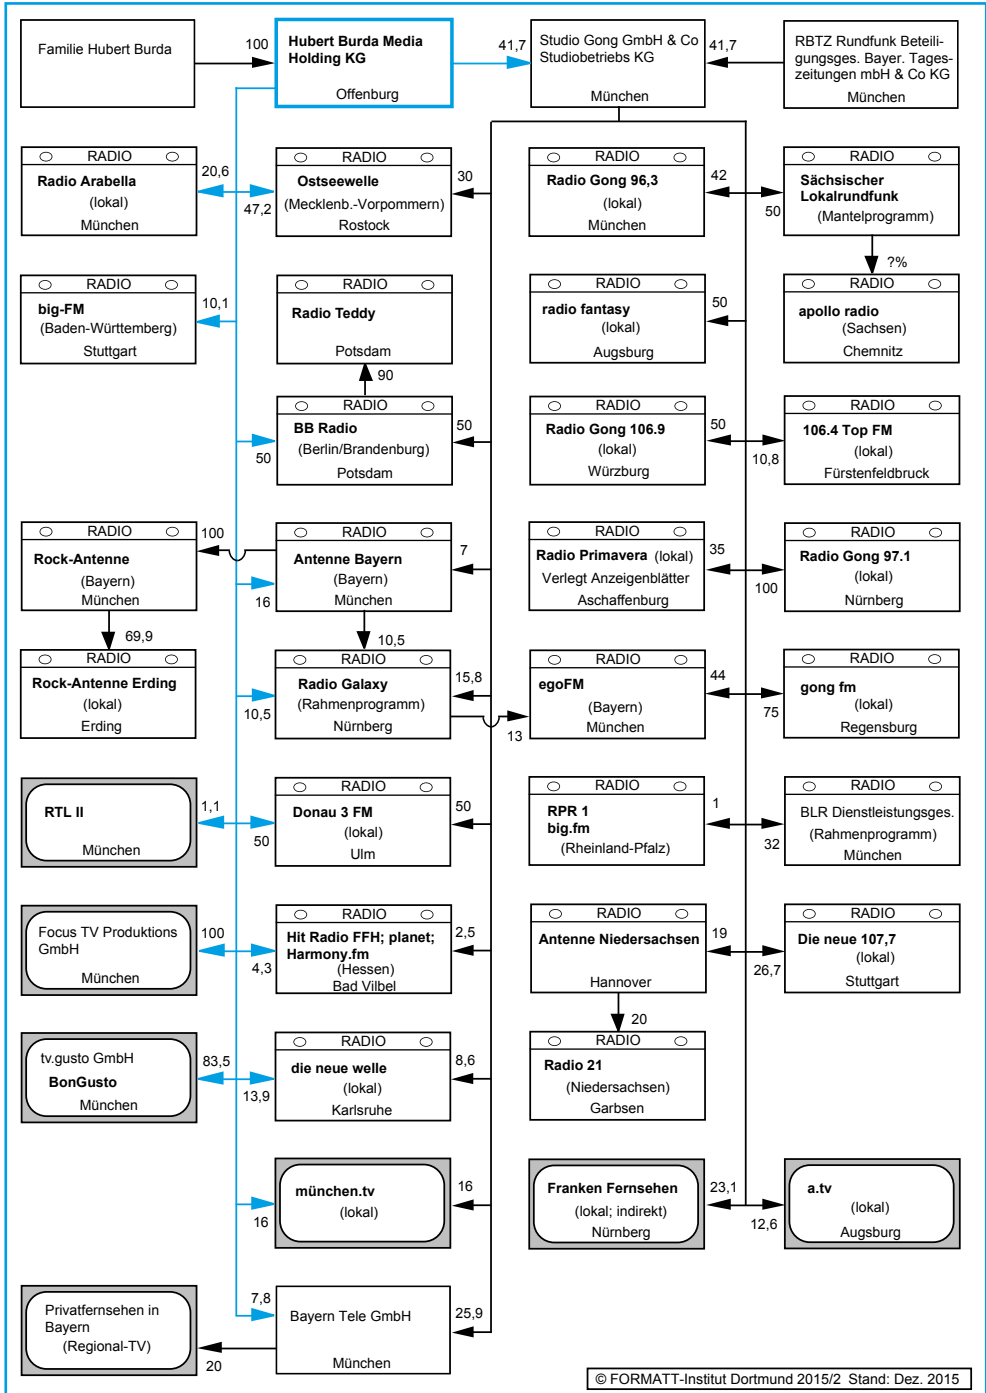 Familie Hubert Burda
100
Hubert Burda Media
Holding KG
Offenburg
41,7
Studio Gong GmbH & Co
Studiobetriebs KG
München
41,7
RBTZ Rundfunk Beteili-
gungsges. Bayer. Tages-
zeitungen mbH & Co KG
München
RADIO
Radio Arabella
(lokal)
München
20,6
47,2
RADIO
Ostseewelle
(Mecklenb.-Vorpommern)
Rostock
30
RADIO
Radio Gong 96,3
(lokal)
München
42
50
RADIO
Sächsischer
Lokalrundfunk
(Mantelprogramm)
?%
RADIO
big-FM
(Baden-Württemberg)
Stuttgart
10,1
RADIO
Radio Teddy
Potsdam
90
RADIO
radio fantasy
(lokal)
Augsburg
50
RADIO
apollo radio
(Sachsen)
Chemnitz
50
RADIO
BB Radio
(Berlin/Brandenburg)
Potsdam
50
RADIO
Radio Gong 106.9
(lokal)
Würzburg
50
10,8
RADIO
106.4 Top FM
(lokal)
Fürstenfeldbruck
RADIO
Rock-Antenne
(Bayern)
München
100
16
RADIO
Antenne Bayern
(Bayern)
München
7
RADIO
Radio Primavera (lokal)
Verlegt Anzeigenblätter
Aschaffenburg
35
100
RADIO
Radio Gong 97.1
(lokal)
Nürnberg
69,9
10,5
RADIO
Rock-Antenne Erding
(lokal)
Erding
10,5
RADIO
Radio Galaxy
(Rahmenprogramm)
Nürnberg
15,8
13
RADIO
egoFM
(Bayern)
München
44
75
RADIO
gong fm
(lokal)
Regensburg
RTL II
München
1,1
50
RADIO
Donau 3 FM
(lokal)
Ulm
50
RADIO
RPR 1
big.fm
(Rheinland-Pfalz)
1
32
RADIO
BLR Dienstleistungsges.
(Rahmenprogramm)
München
Focus TV Produktions
GmbH
München
100
4,3
RADIO
Hit Radio FFH; planet;
Harmony.fm
(Hessen)
Bad Vilbel
2,5
RADIO
Antenne Niedersachsen
Hannover
19
26,7
RADIO
Die neue 107,7
(lokal)
Stuttgart
20
tv.gusto GmbH
BonGusto
München
83,5
13,9
RADIO
die neue welle
(lokal)
Karlsruhe
8,6
RADIO
Radio 21
(Niedersachsen)
Garbsen
16
münchen.tv
(lokal)
16
Franken Fernsehen
(lokal; indirekt)
Nürnberg
23,1
12,6
a.tv
(lokal)
Augsburg
Privatfernsehen in
Bayern
(Regional-TV)
20
7,8
Bayern Tele GmbH
München
25,9
© FORMATT-Institut Dortmund 2015/2 Stand: Dez. 2015